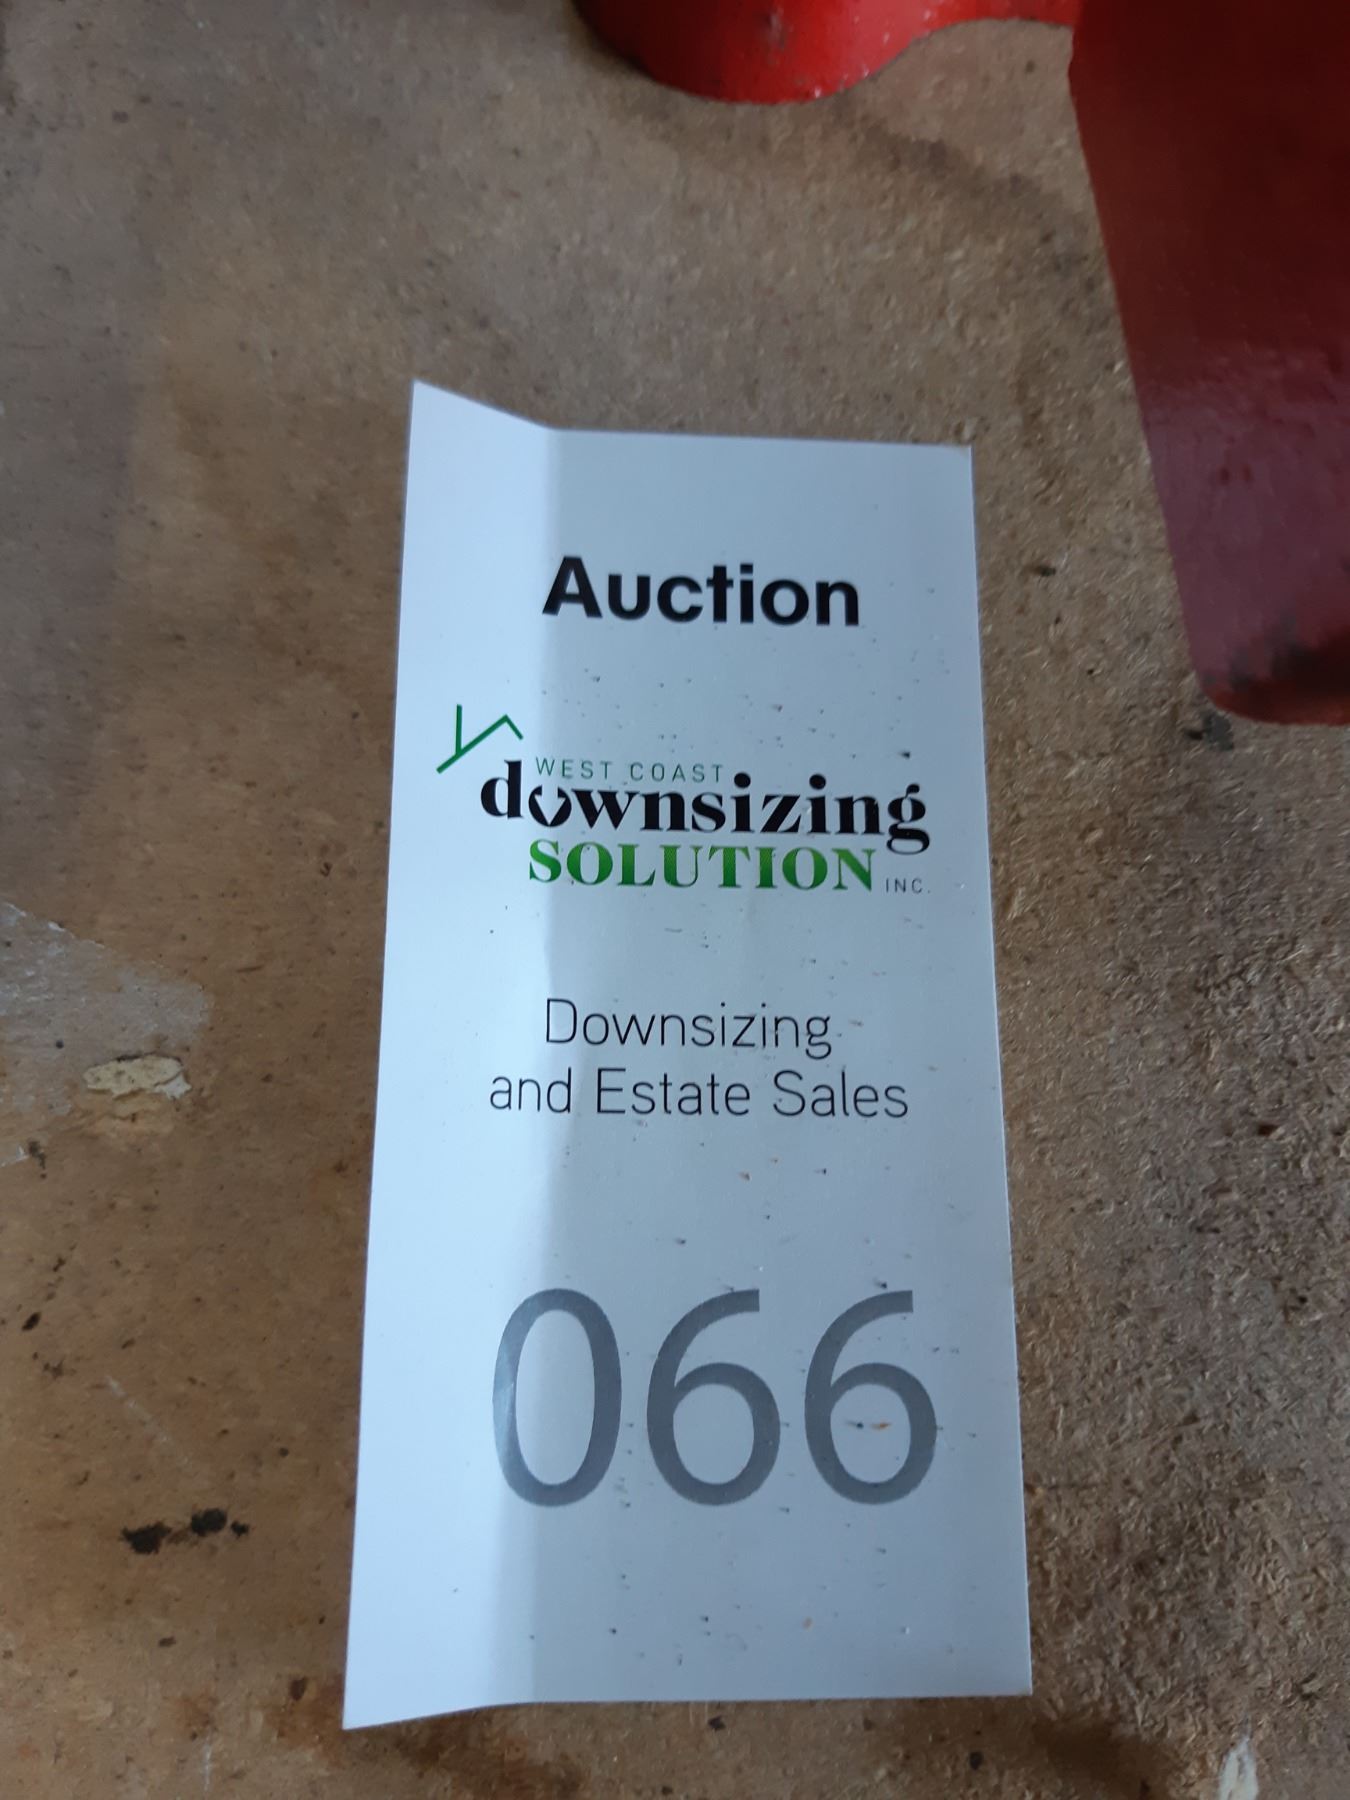 Auction
WEST COAST
downsizing
SOLUTION INC.
Downsizing
and Estate Sales
066